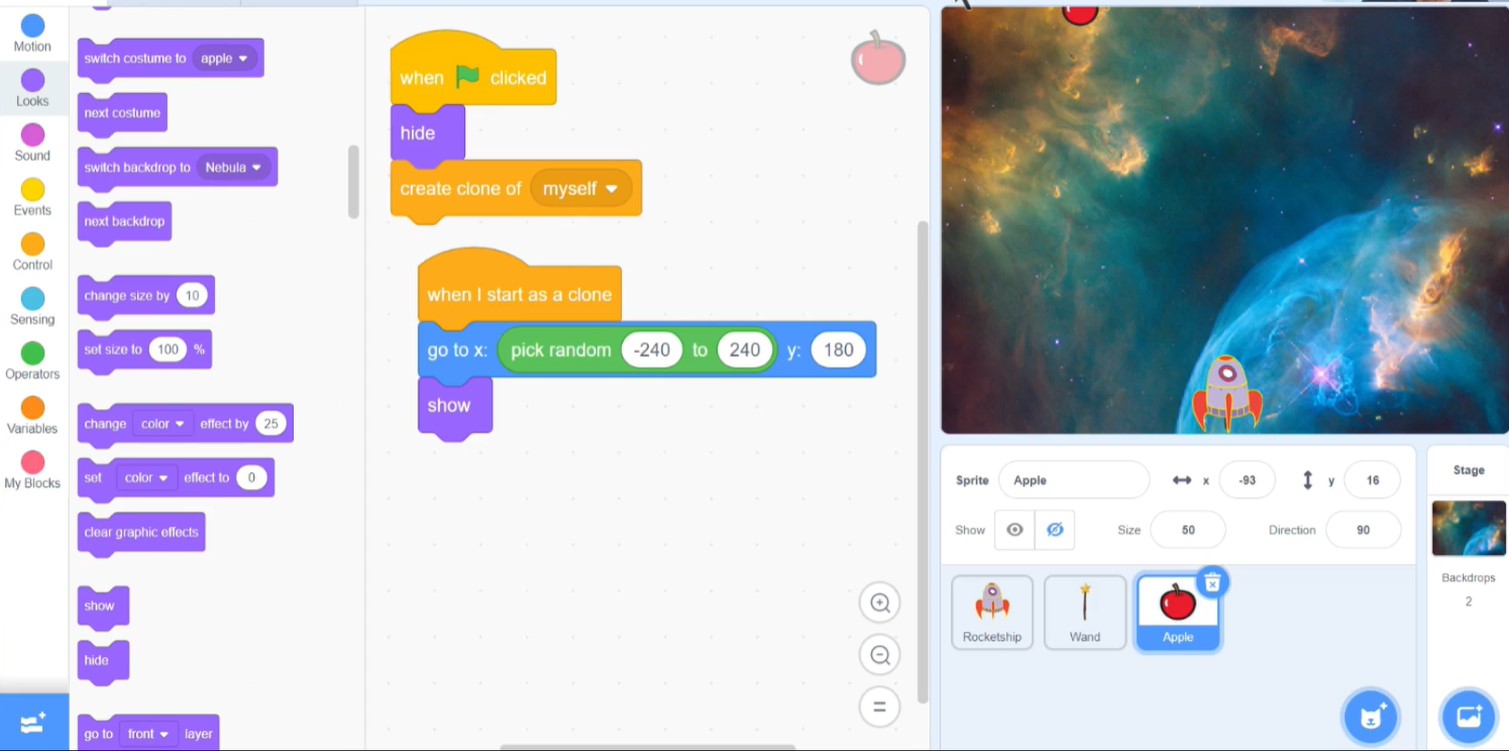 Motion
Looks
Sound
Events
Control
Sensing
Operators
Variables
My Blocks
switch costume to apple
next costume
switch backdrop to Nebula
next backdrop
change size by 10
set size to 100 %
change color effect by 25
set color effect to 0
clear graphic effects
show
hide
go to front layer
when clicked
hide
create clone of myself
when I start as a clone
go to x: pick random -240 to 240 y: 180
show
Sprite Apple x -93 y 16
Show Size 50 Direction 90
Rocketship
Wand
Apple
Stage
Backdrops
2